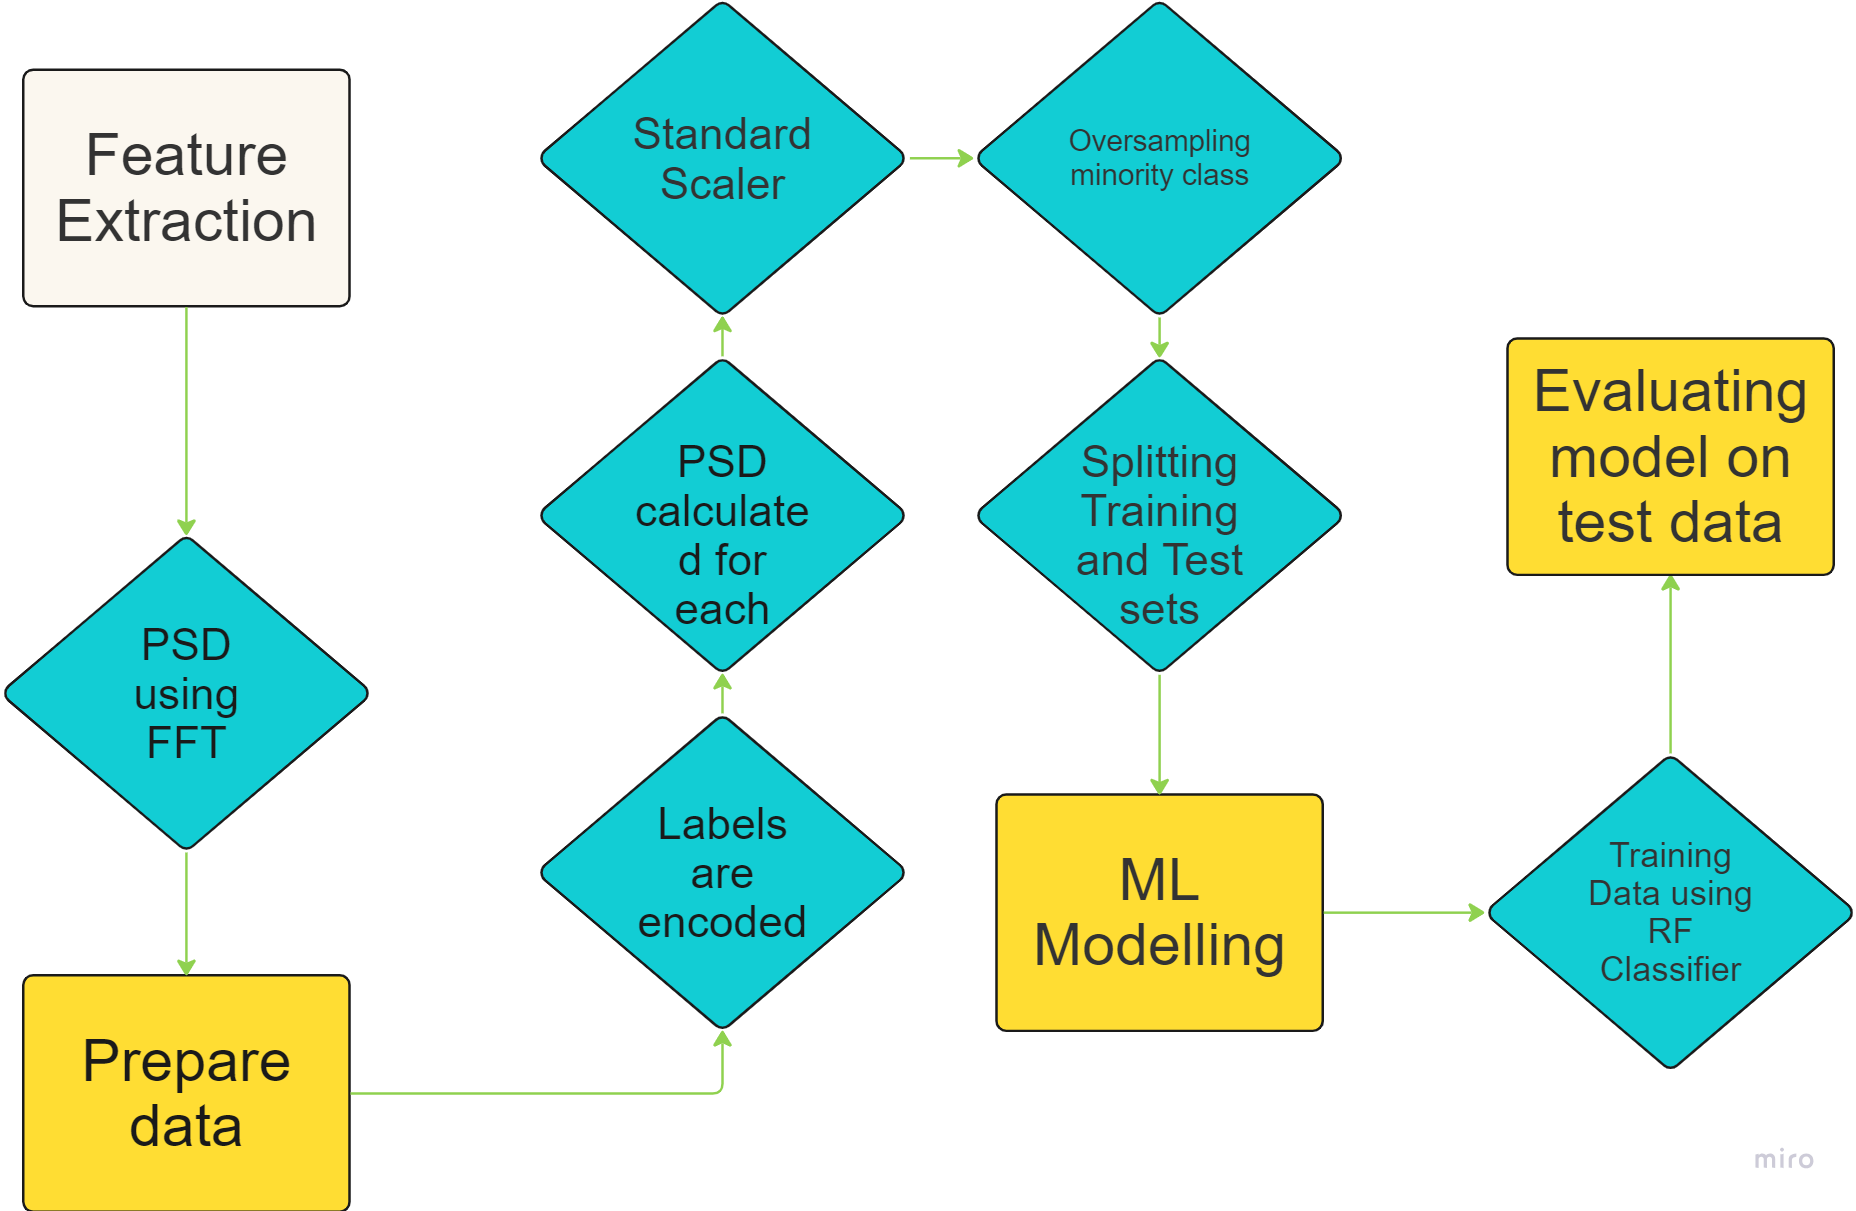 Feature
Extraction
PSD
using
FFT
Prepare
data
Labels
are
encoded
PSD
calculate
d for
each
Standard
Scaler
Oversampling
minority class
Splitting
Training
and Test
sets
ML
Modelling
Training
Data using
RF
Classifier
Evaluating
model on
test data
miro